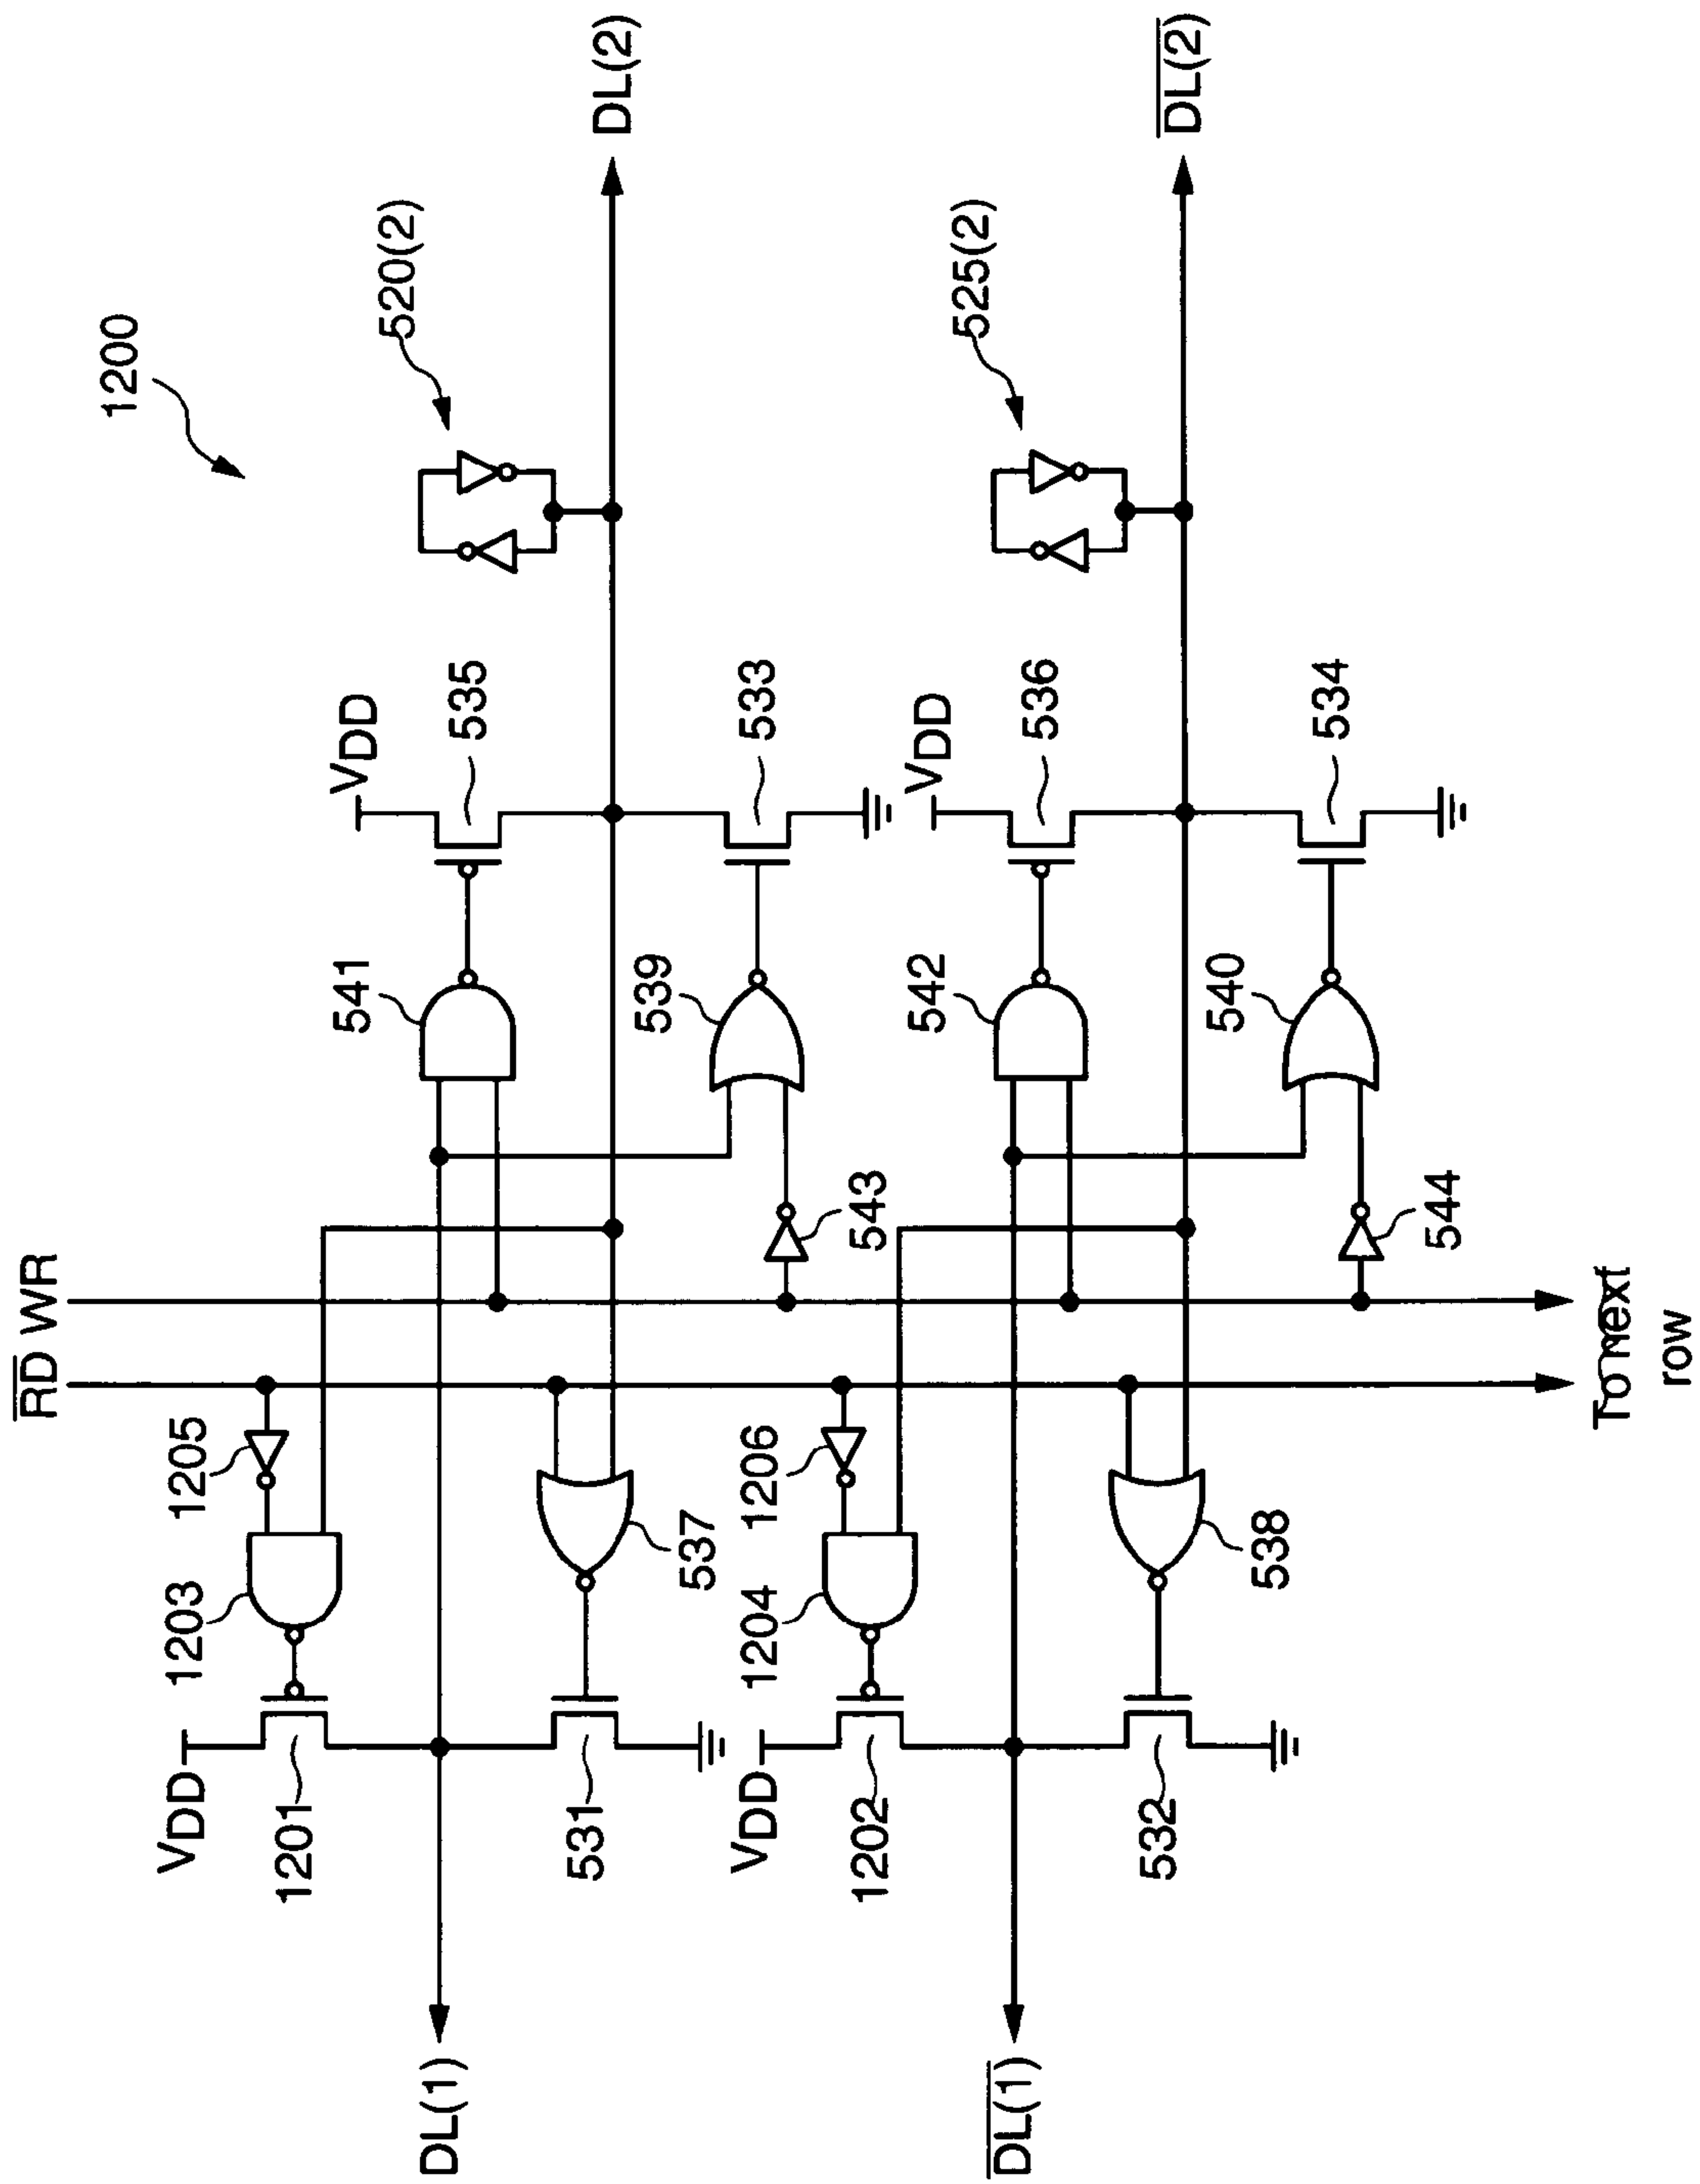 1200
RD WR
DL(1)
DL(2)
VDD
1201
1203
1205
531
537
VDD
535
541
533
539
543
520(2)
DL(1)
DL(2)
VDD
1202
1204
1206
532
538
VDD
536
542
534
540
544
525(2)
To next
row